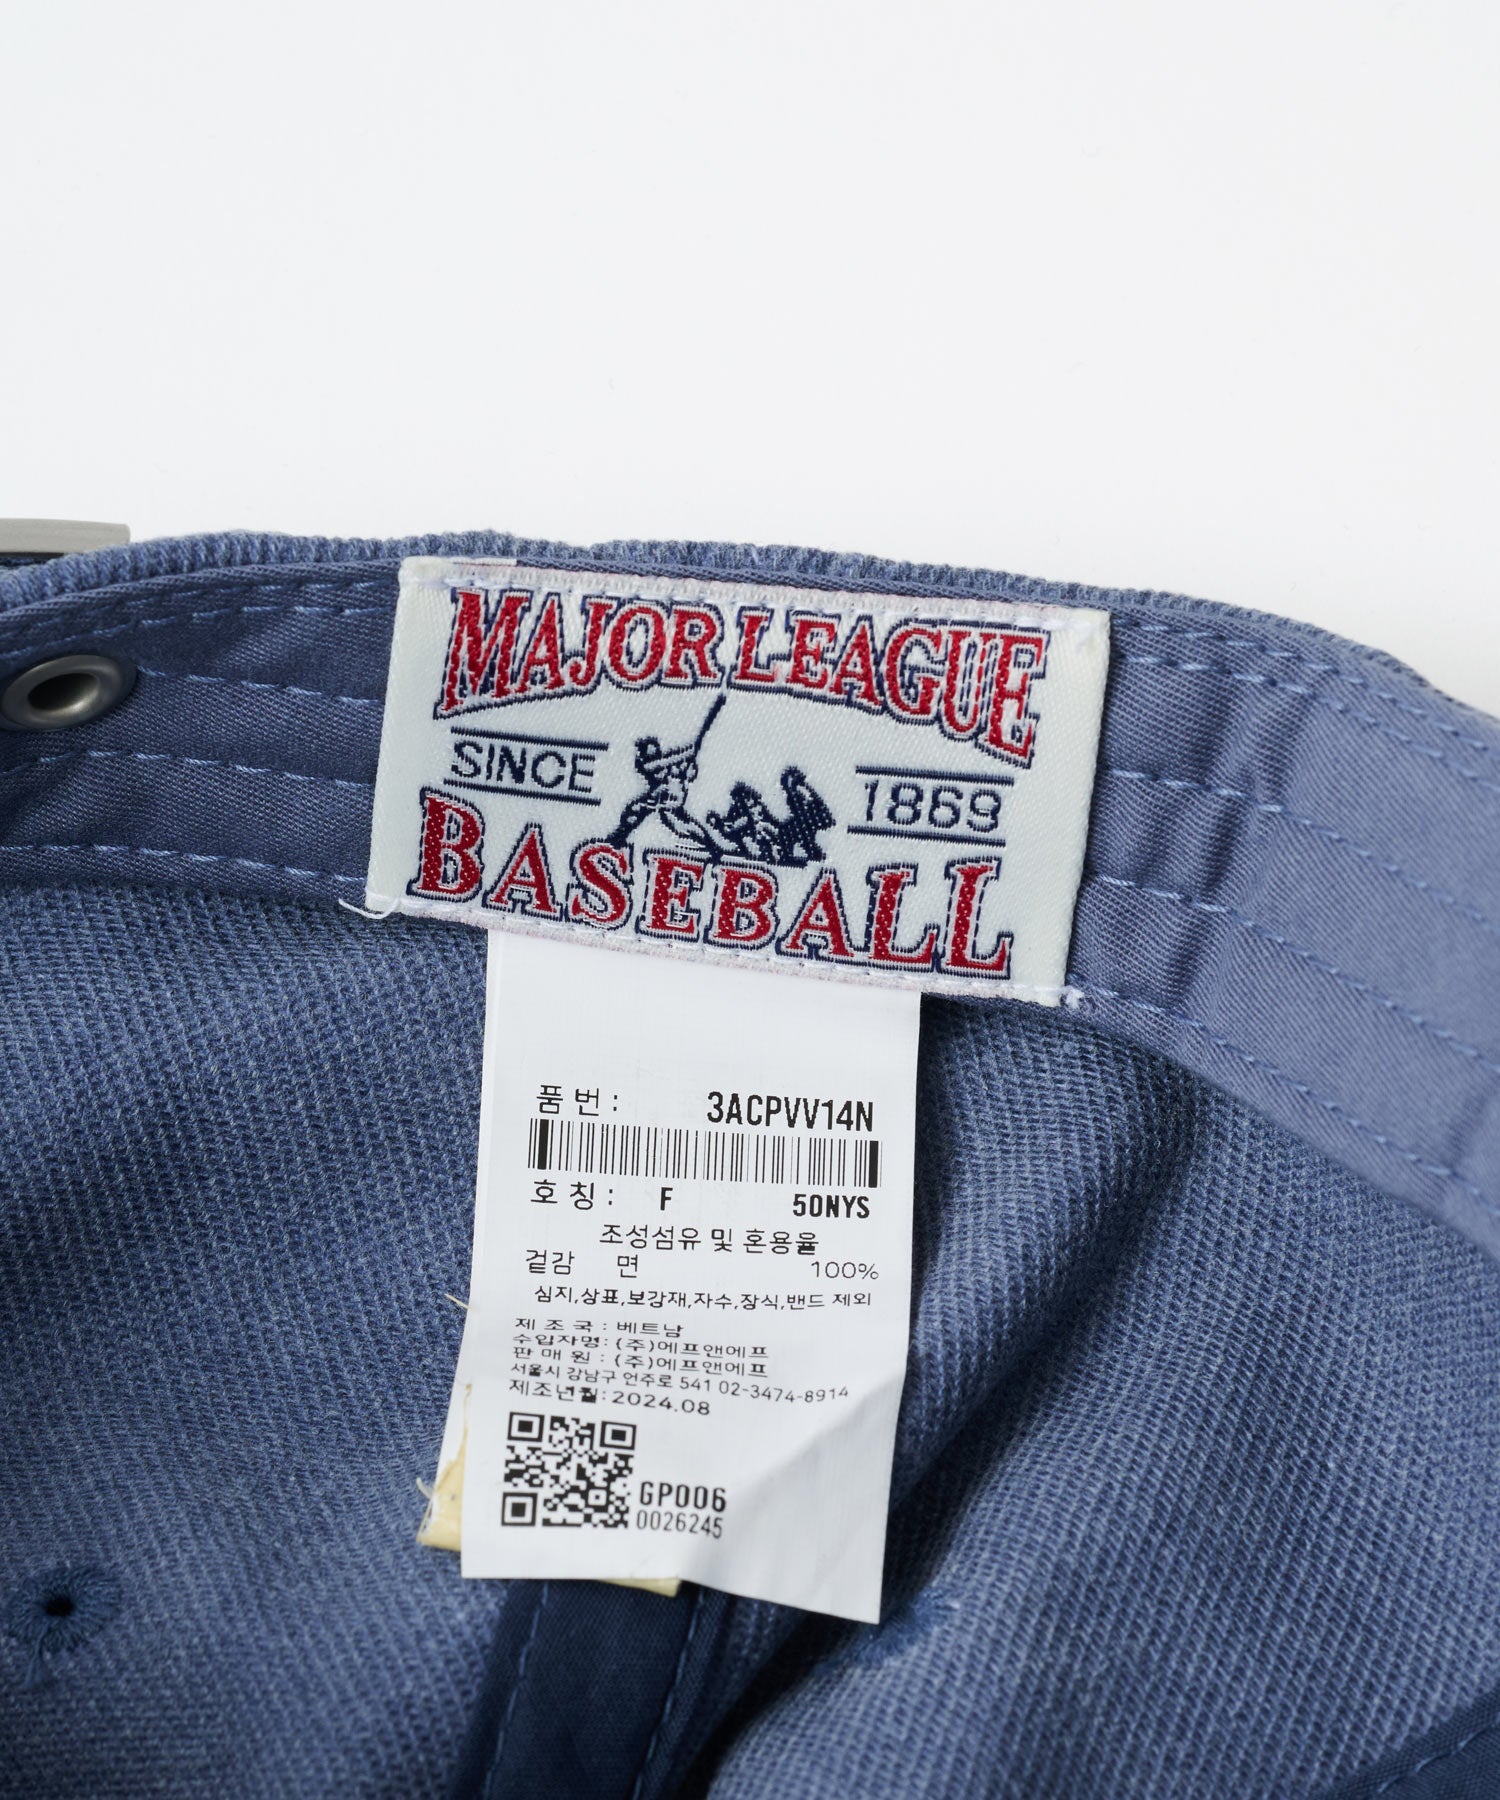 MAJOR LEAGUE
SINCE 1869
BASEBALL
품 번 : 3ACPVV14N
호 칭 : F 50NYS
조성섬유 및 혼용율
겉감 면 100%
심지,상표,보강재,자수,장식,밴드 제외
제 조 국 : 베트남
수입자명 : (주)에프앤에프
판 매 원 : (주)에프앤에프
서울시 강남구 언주로 541 02-3474-8914
제조년월 : 2024.08
GP006
0026245